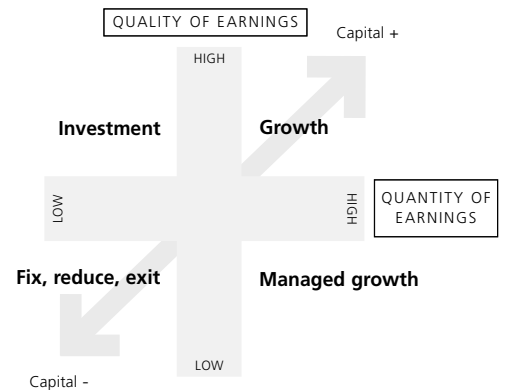 QUALITY OF EARNINGS
Capital +
HIGH
Investment
Growth
LOW
HIGH
QUANTITY OF
EARNINGS
Fix, reduce, exit
Managed growth
LOW
Capital -